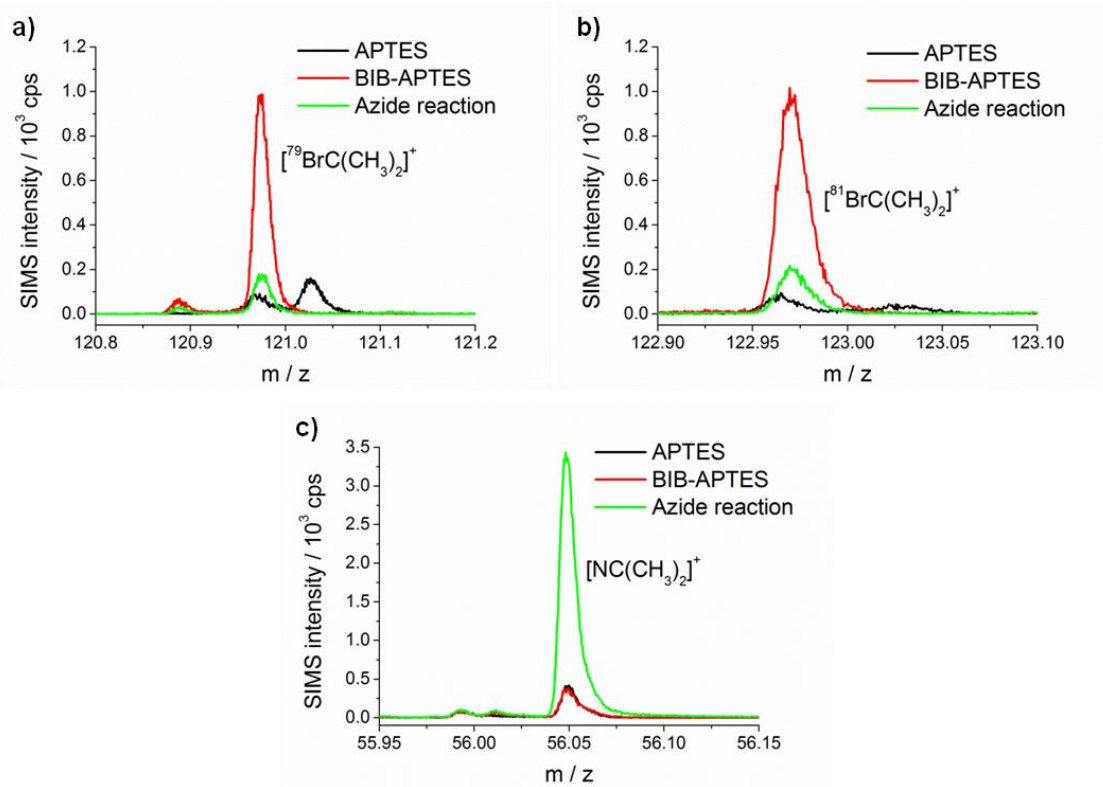 a)
APTES
BIB-APTES
Azide reaction
[⁷⁹BrC(CH₃)₂]⁺
SIMS intensity / 10³ cps
1.2
1.0
0.8
0.6
0.4
0.2
0.0
120.8 120.9 121.0 121.1 121.2
m / z
b)
APTES
BIB-APTES
Azide reaction
[⁸¹BrC(CH₃)₂]⁺
SIMS intensity / 10³ cps
1.2
1.0
0.8
0.6
0.4
0.2
0.0
122.90 122.95 123.00 123.05 123.10
m / z
c)
APTES
BIB-APTES
Azide reaction
[NC(CH₃)₂]⁺
SIMS intensity / 10³ cps
3.5
3.0
2.5
2.0
1.5
1.0
0.5
0.0
55.95 56.00 56.05 56.10 56.15
m / z